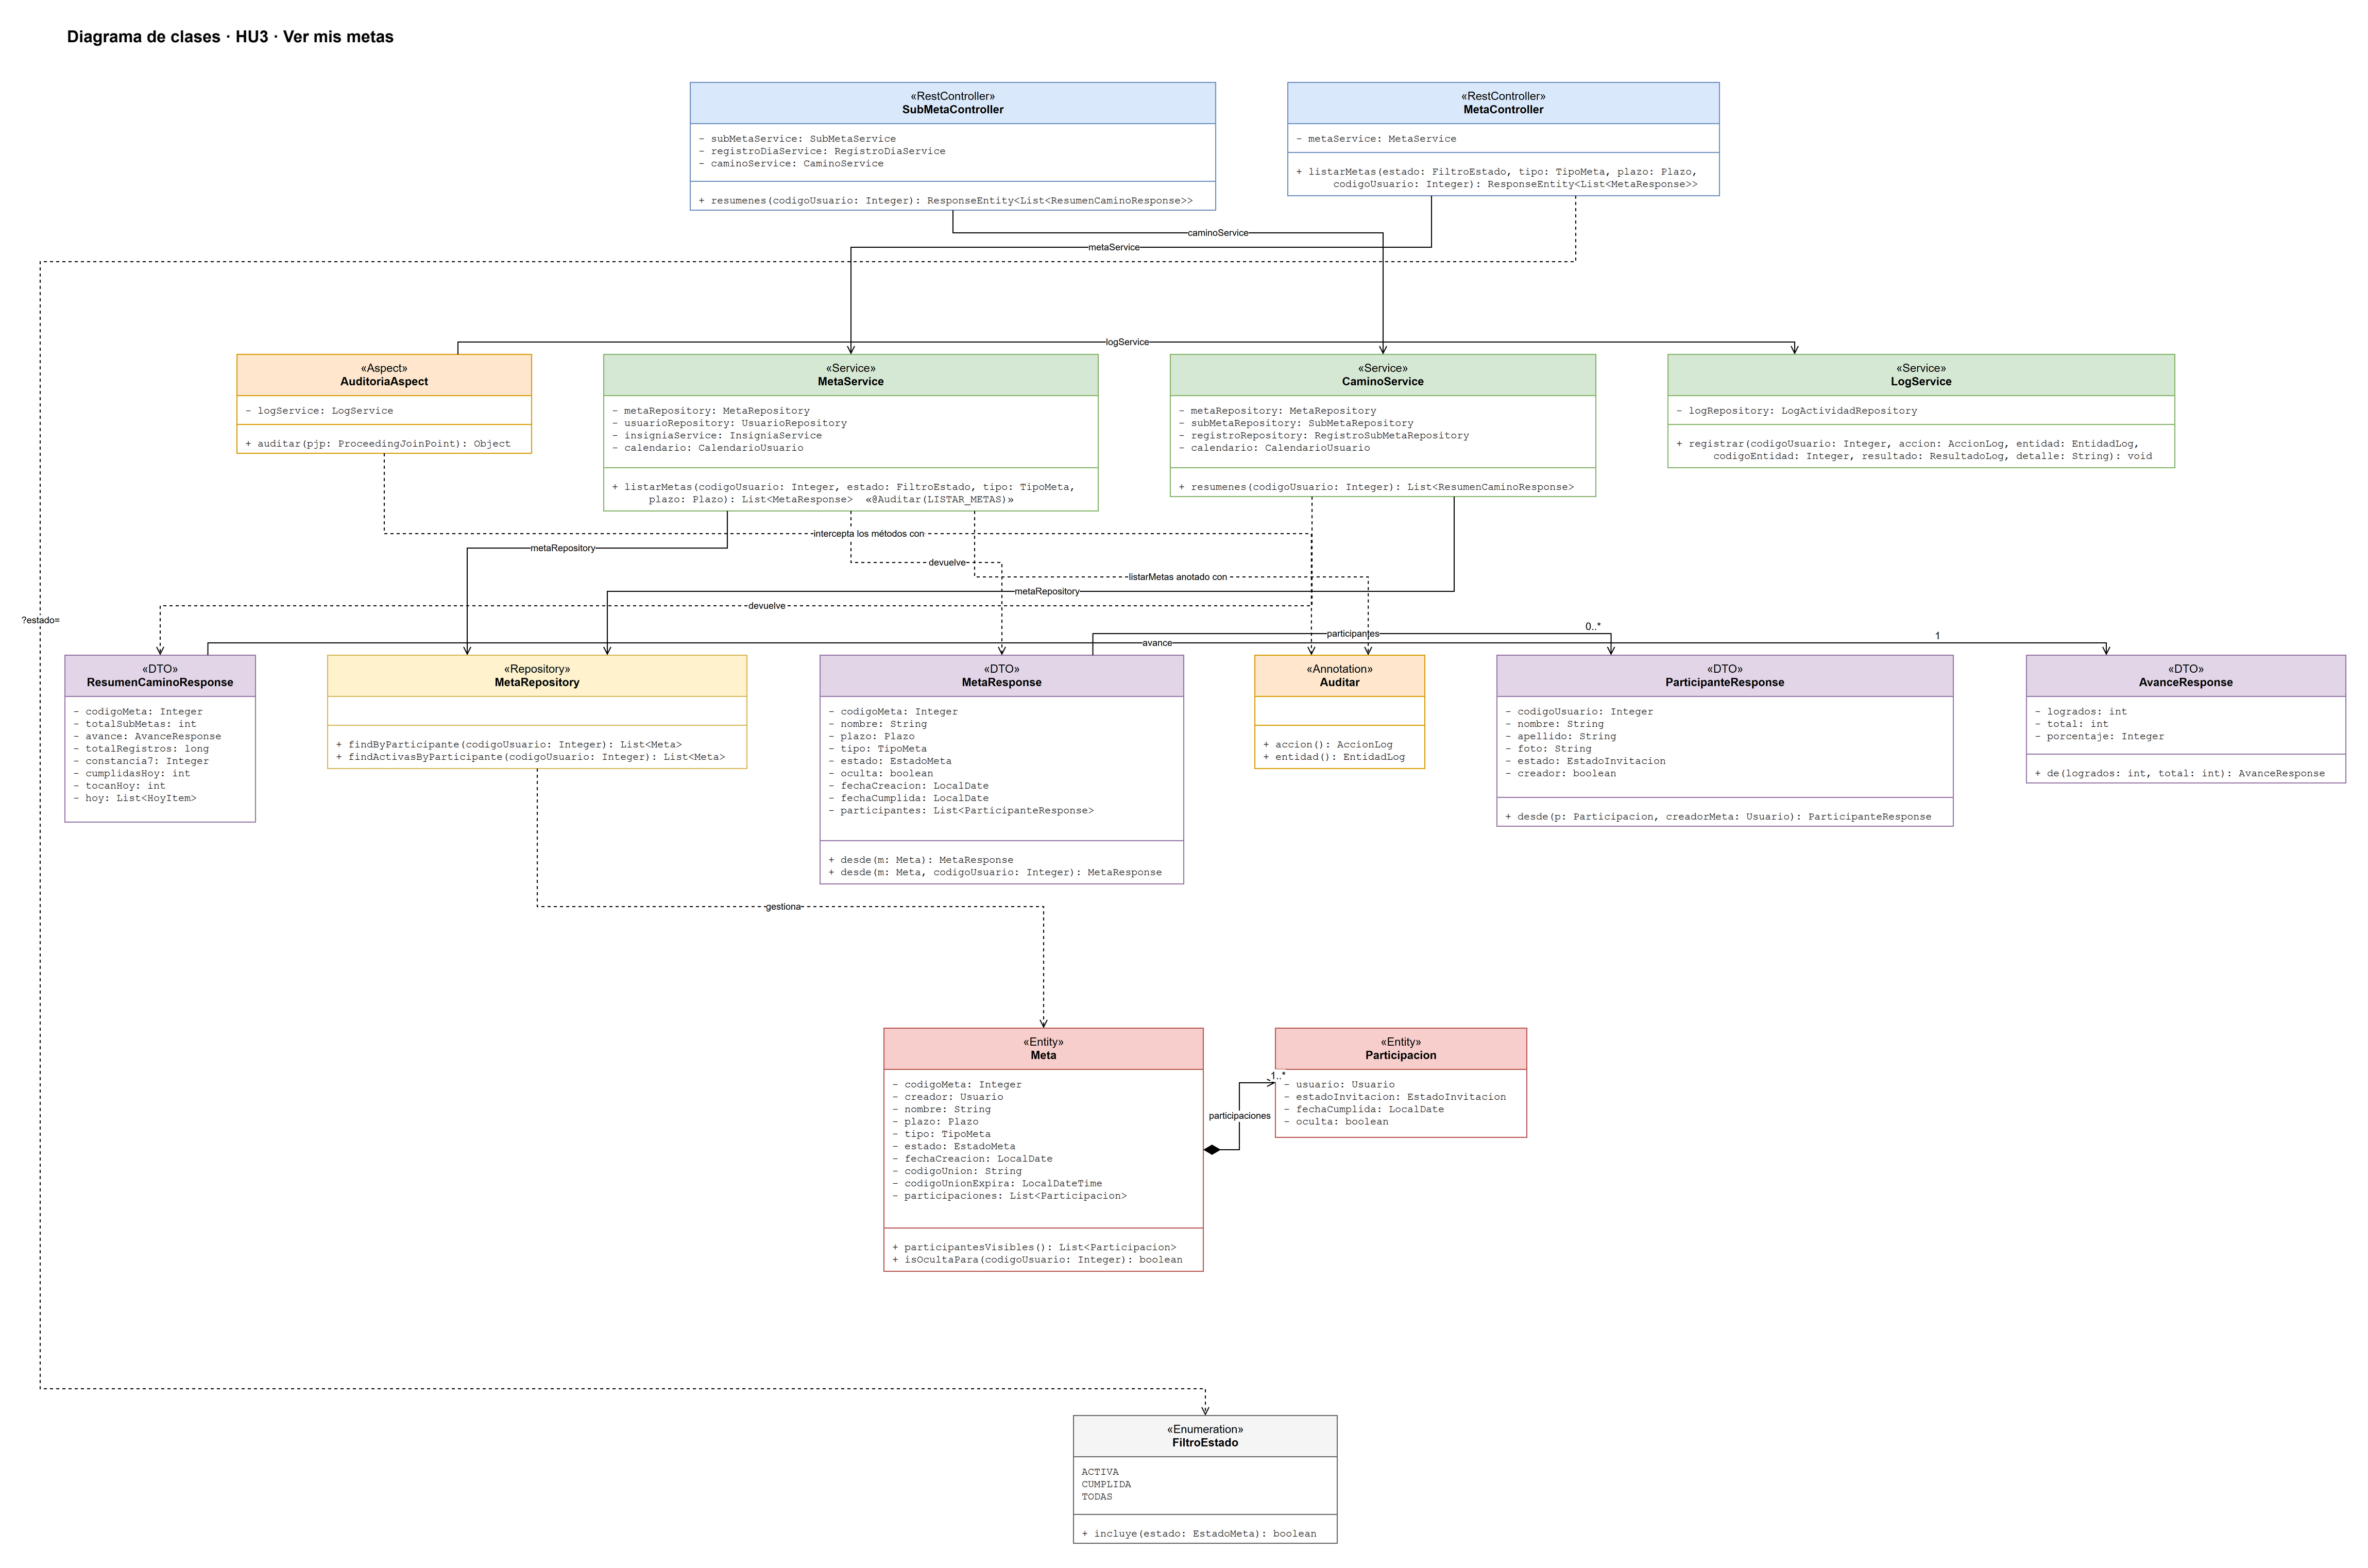 Diagrama de clases · HU3 · Ver mis metas
«RestController»
SubMetaController
- subMetaService: SubMetaService
- registroDiaService: RegistroDiaService
- caminoService: CaminoService
+ resumenes(codigoUsuario: Integer): ResponseEntity<List<ResumenCaminoResponse>>
«RestController»
MetaController
- metaService: MetaService
+ listarMetas(estado: FiltroEstado, tipo: TipoMeta, plazo: Plazo,
codigoUsuario: Integer): ResponseEntity<List<MetaResponse>>
caminoService
metaService
logService
«Aspect»
AuditoriaAspect
- logService: LogService
+ auditar(pjp: ProceedingJoinPoint): Object
«Service»
MetaService
- metaRepository: MetaRepository
- usuarioRepository: UsuarioRepository
- insigniaService: InsigniaService
- calendario: CalendarioUsuario
+ listarMetas(codigoUsuario: Integer, estado: FiltroEstado, tipo: TipoMeta,
plazo: Plazo): List<MetaResponse>  «@Auditar(LISTAR_METAS)»
«Service»
CaminoService
- metaRepository: MetaRepository
- subMetaRepository: SubMetaRepository
- registroRepository: RegistroSubMetaRepository
- calendario: CalendarioUsuario
+ resumenes(codigoUsuario: Integer): List<ResumenCaminoResponse>
«Service»
LogService
- logRepository: LogActividadRepository
+ registrar(codigoUsuario: Integer, accion: AccionLog, entidad: EntidadLog,
codigoEntidad: Integer, resultado: ResultadoLog, detalle: String): void
intercepta los métodos con
metaRepository
devuelve
listarMetas anotado con
metaRepository
devuelve
?estado=
participantes
0..*
avance
1
«DTO»
ResumenCaminoResponse
- codigoMeta: Integer
- totalSubMetas: int
- avance: AvanceResponse
- totalRegistros: long
- constancia7: Integer
- cumplidasHoy: int
- tocanHoy: int
- hoy: List<HoyItem>
«Repository»
MetaRepository
+ findByParticipante(codigoUsuario: Integer): List<Meta>
+ findActivasByParticipante(codigoUsuario: Integer): List<Meta>
«DTO»
MetaResponse
- codigoMeta: Integer
- nombre: String
- plazo: Plazo
- tipo: TipoMeta
- estado: EstadoMeta
- oculta: boolean
- fechaCreacion: LocalDate
- fechaCumplida: LocalDate
- participantes: List<ParticipanteResponse>
+ desde(m: Meta): MetaResponse
+ desde(m: Meta, codigoUsuario: Integer): MetaResponse
«Annotation»
Auditar
+ accion(): AccionLog
+ entidad(): EntidadLog
«DTO»
ParticipanteResponse
- codigoUsuario: Integer
- nombre: String
- apellido: String
- foto: String
- estado: EstadoInvitacion
- creador: boolean
+ desde(p: Participacion, creadorMeta: Usuario): ParticipanteResponse
«DTO»
AvanceResponse
- logrados: int
- total: int
- porcentaje: Integer
+ de(logrados: int, total: int): AvanceResponse
gestiona
«Entity»
Meta
- codigoMeta: Integer
- creador: Usuario
- nombre: String
- plazo: Plazo
- tipo: TipoMeta
- estado: EstadoMeta
- fechaCreacion: LocalDate
- codigoUnion: String
- codigoUnionExpira: LocalDateTime
- participaciones: List<Participacion>
+ participantesVisibles(): List<Participacion>
+ isOcultaPara(codigoUsuario: Integer): boolean
participaciones
1..*
«Entity»
Participacion
- usuario: Usuario
- estadoInvitacion: EstadoInvitacion
- fechaCumplida: LocalDate
- oculta: boolean
«Enumeration»
FiltroEstado
ACTIVA
CUMPLIDA
TODAS
+ incluye(estado: EstadoMeta): boolean